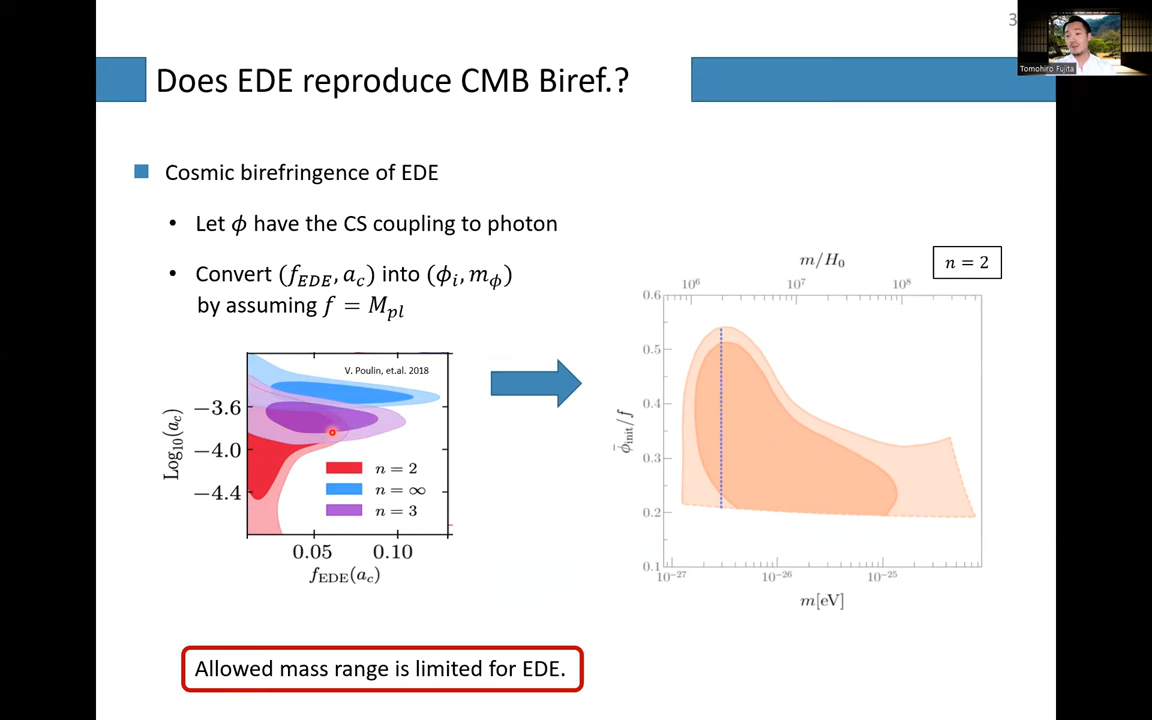 3
Tomohiro Fujita
Does EDE reproduce CMB Biref.?
Cosmic birefringence of EDE
• Let ϕ have the CS coupling to photon
• Convert (f_EDE, a_c) into (ϕ_i, m_ϕ)
by assuming f = M_pl
V. Poulin, et.al. 2018
Log₁₀(a_c)
−3.6
−4.0
−4.4
n = 2
n = ∞
n = 3
0.05 0.10
f_EDE(a_c)
m/H₀
n = 2
10⁶ 10⁷ 10⁸
ϕ̄_init/f
0.6
0.5
0.4
0.3
0.2
0.1
10⁻²⁷ 10⁻²⁶ 10⁻²⁵
m[eV]
Allowed mass range is limited for EDE.